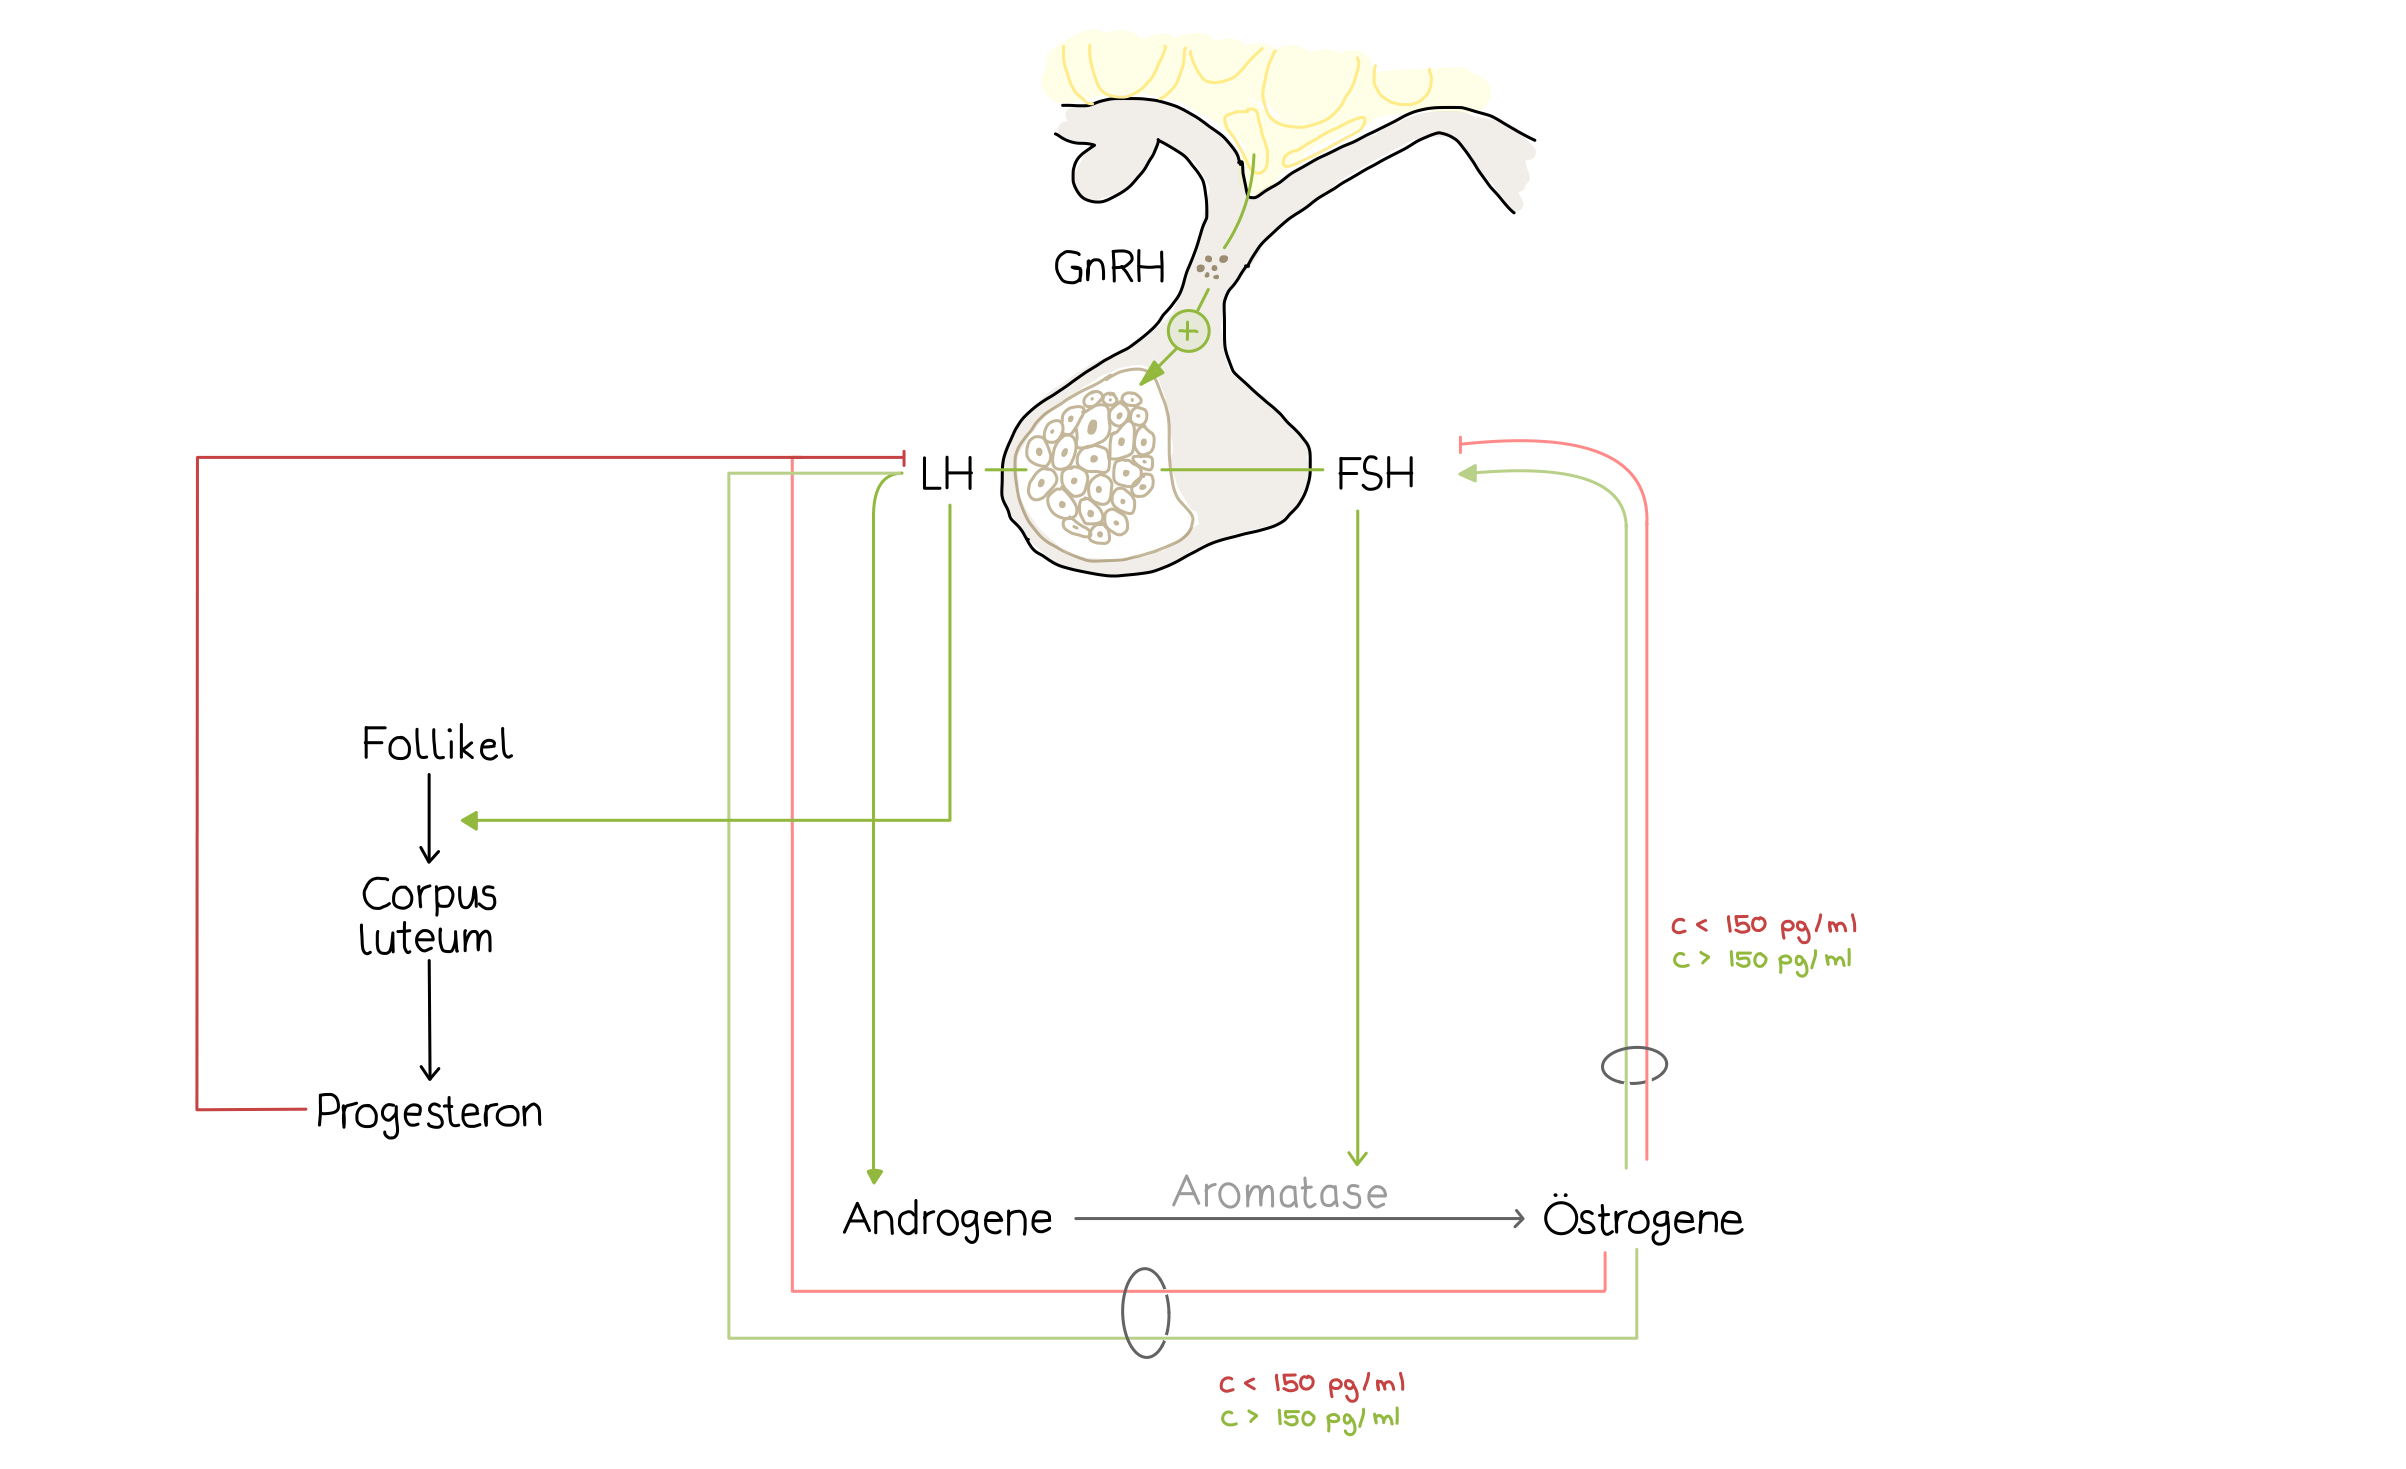 GnRH
+
LH
FSH
Follikel
Corpus
luteum
Progesteron
c < 150 pg/ml
c > 150 pg/ml
Aromatase
Androgene
Östrogene
c < 150 pg/ml
c > 150 pg/ml